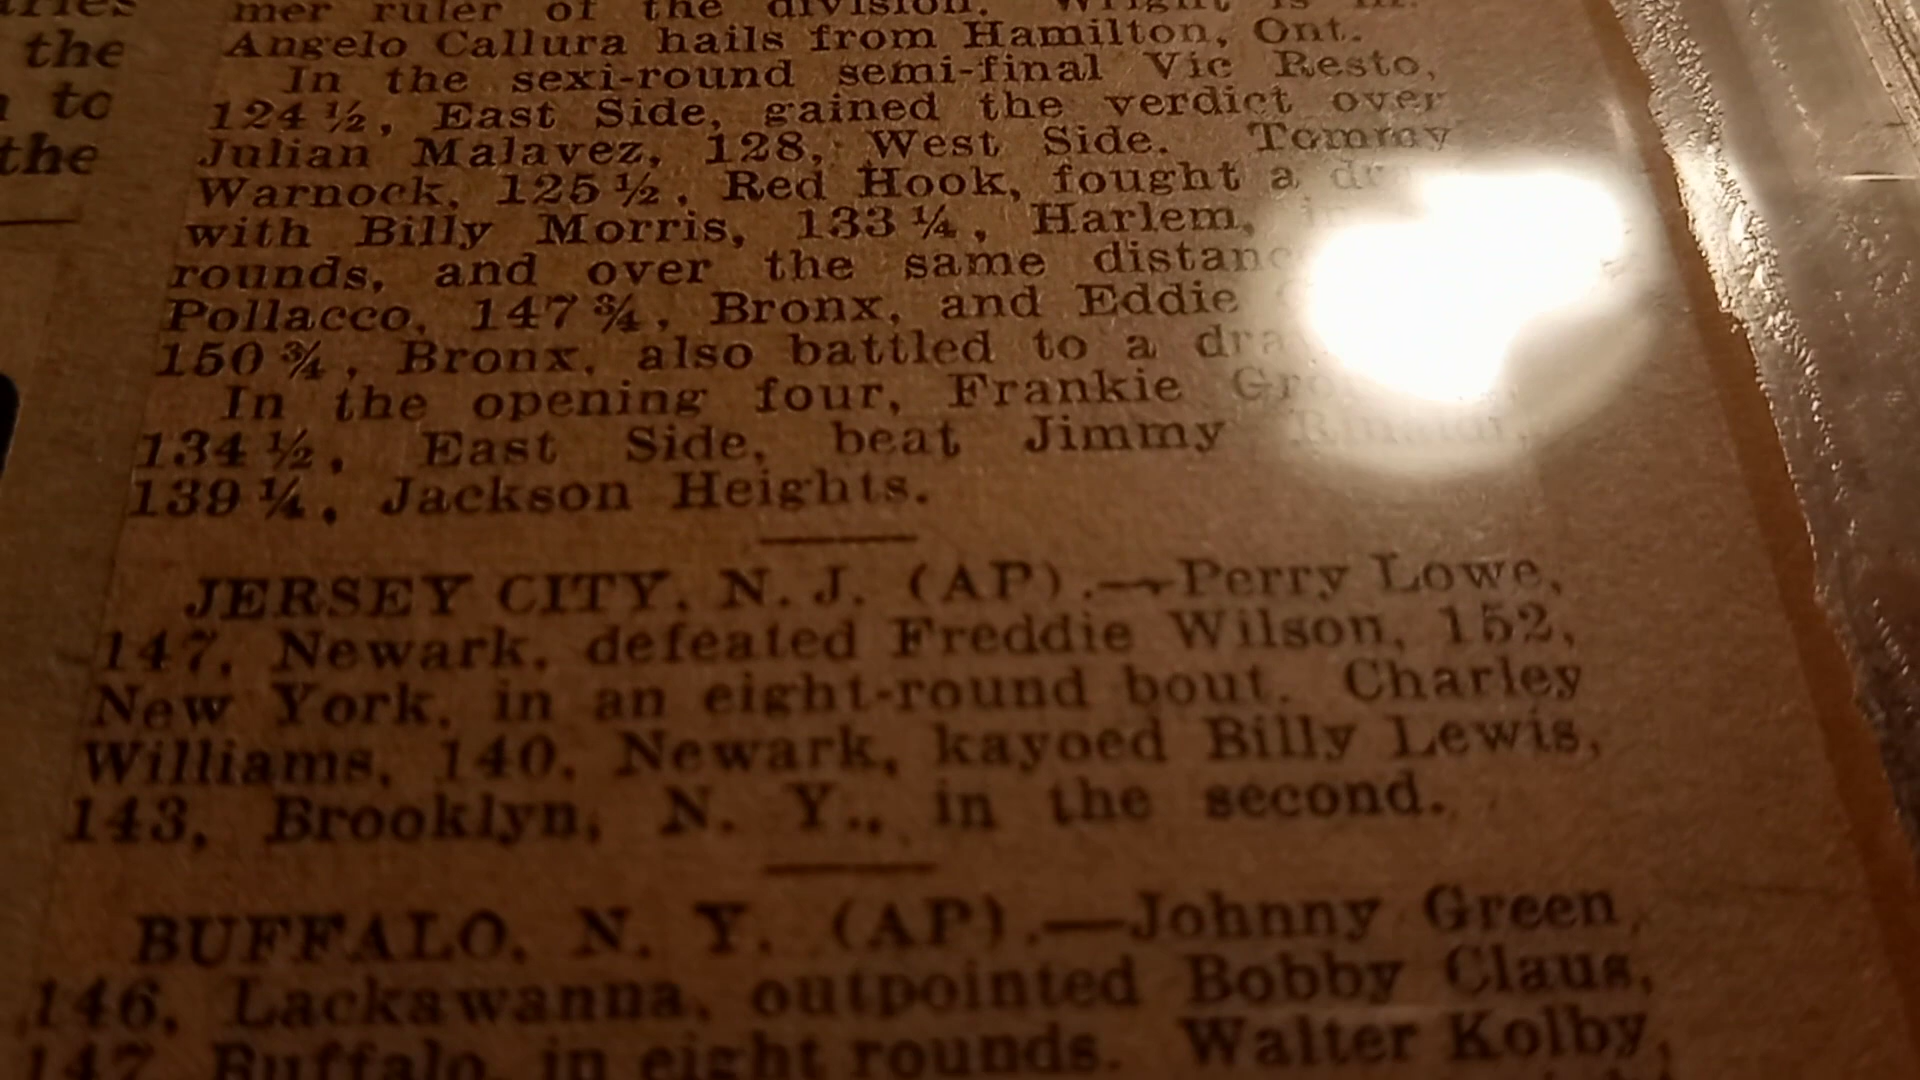 the
to
the
mer ruler of the division. Wright is
Angelo Callura hails from Hamilton, Ont.
In the sexi-round semi-final Vic Resto,
124½, East Side, gained the verdict over
Julian Malavez, 128, West Side. Tommy
Warnock, 125½, Red Hook, fought a
with Billy Morris, 133¼, Harlem,
rounds, and over the same
Pollacco, 147¾, Bronx, and Eddie
150¾, Bronx, also battled to a
In the opening four, Frankie
134½, East Side, beat Jimmy
139¼, Jackson Heights.
JERSEY CITY, N. J. (AP).—Perry Lowe,
147, Newark, defeated Freddie Wilson, 152,
New York, in an eight-round bout. Charley
Williams, 140, Newark, kayoed Billy Lewis,
143, Brooklyn, N. Y., in the second.
BUFFALO, N. Y. (AP).—Johnny Green,
146, Lackawanna, outpointed Bobby Claus,
147, Buffalo, in eight rounds. Walter Kolby,